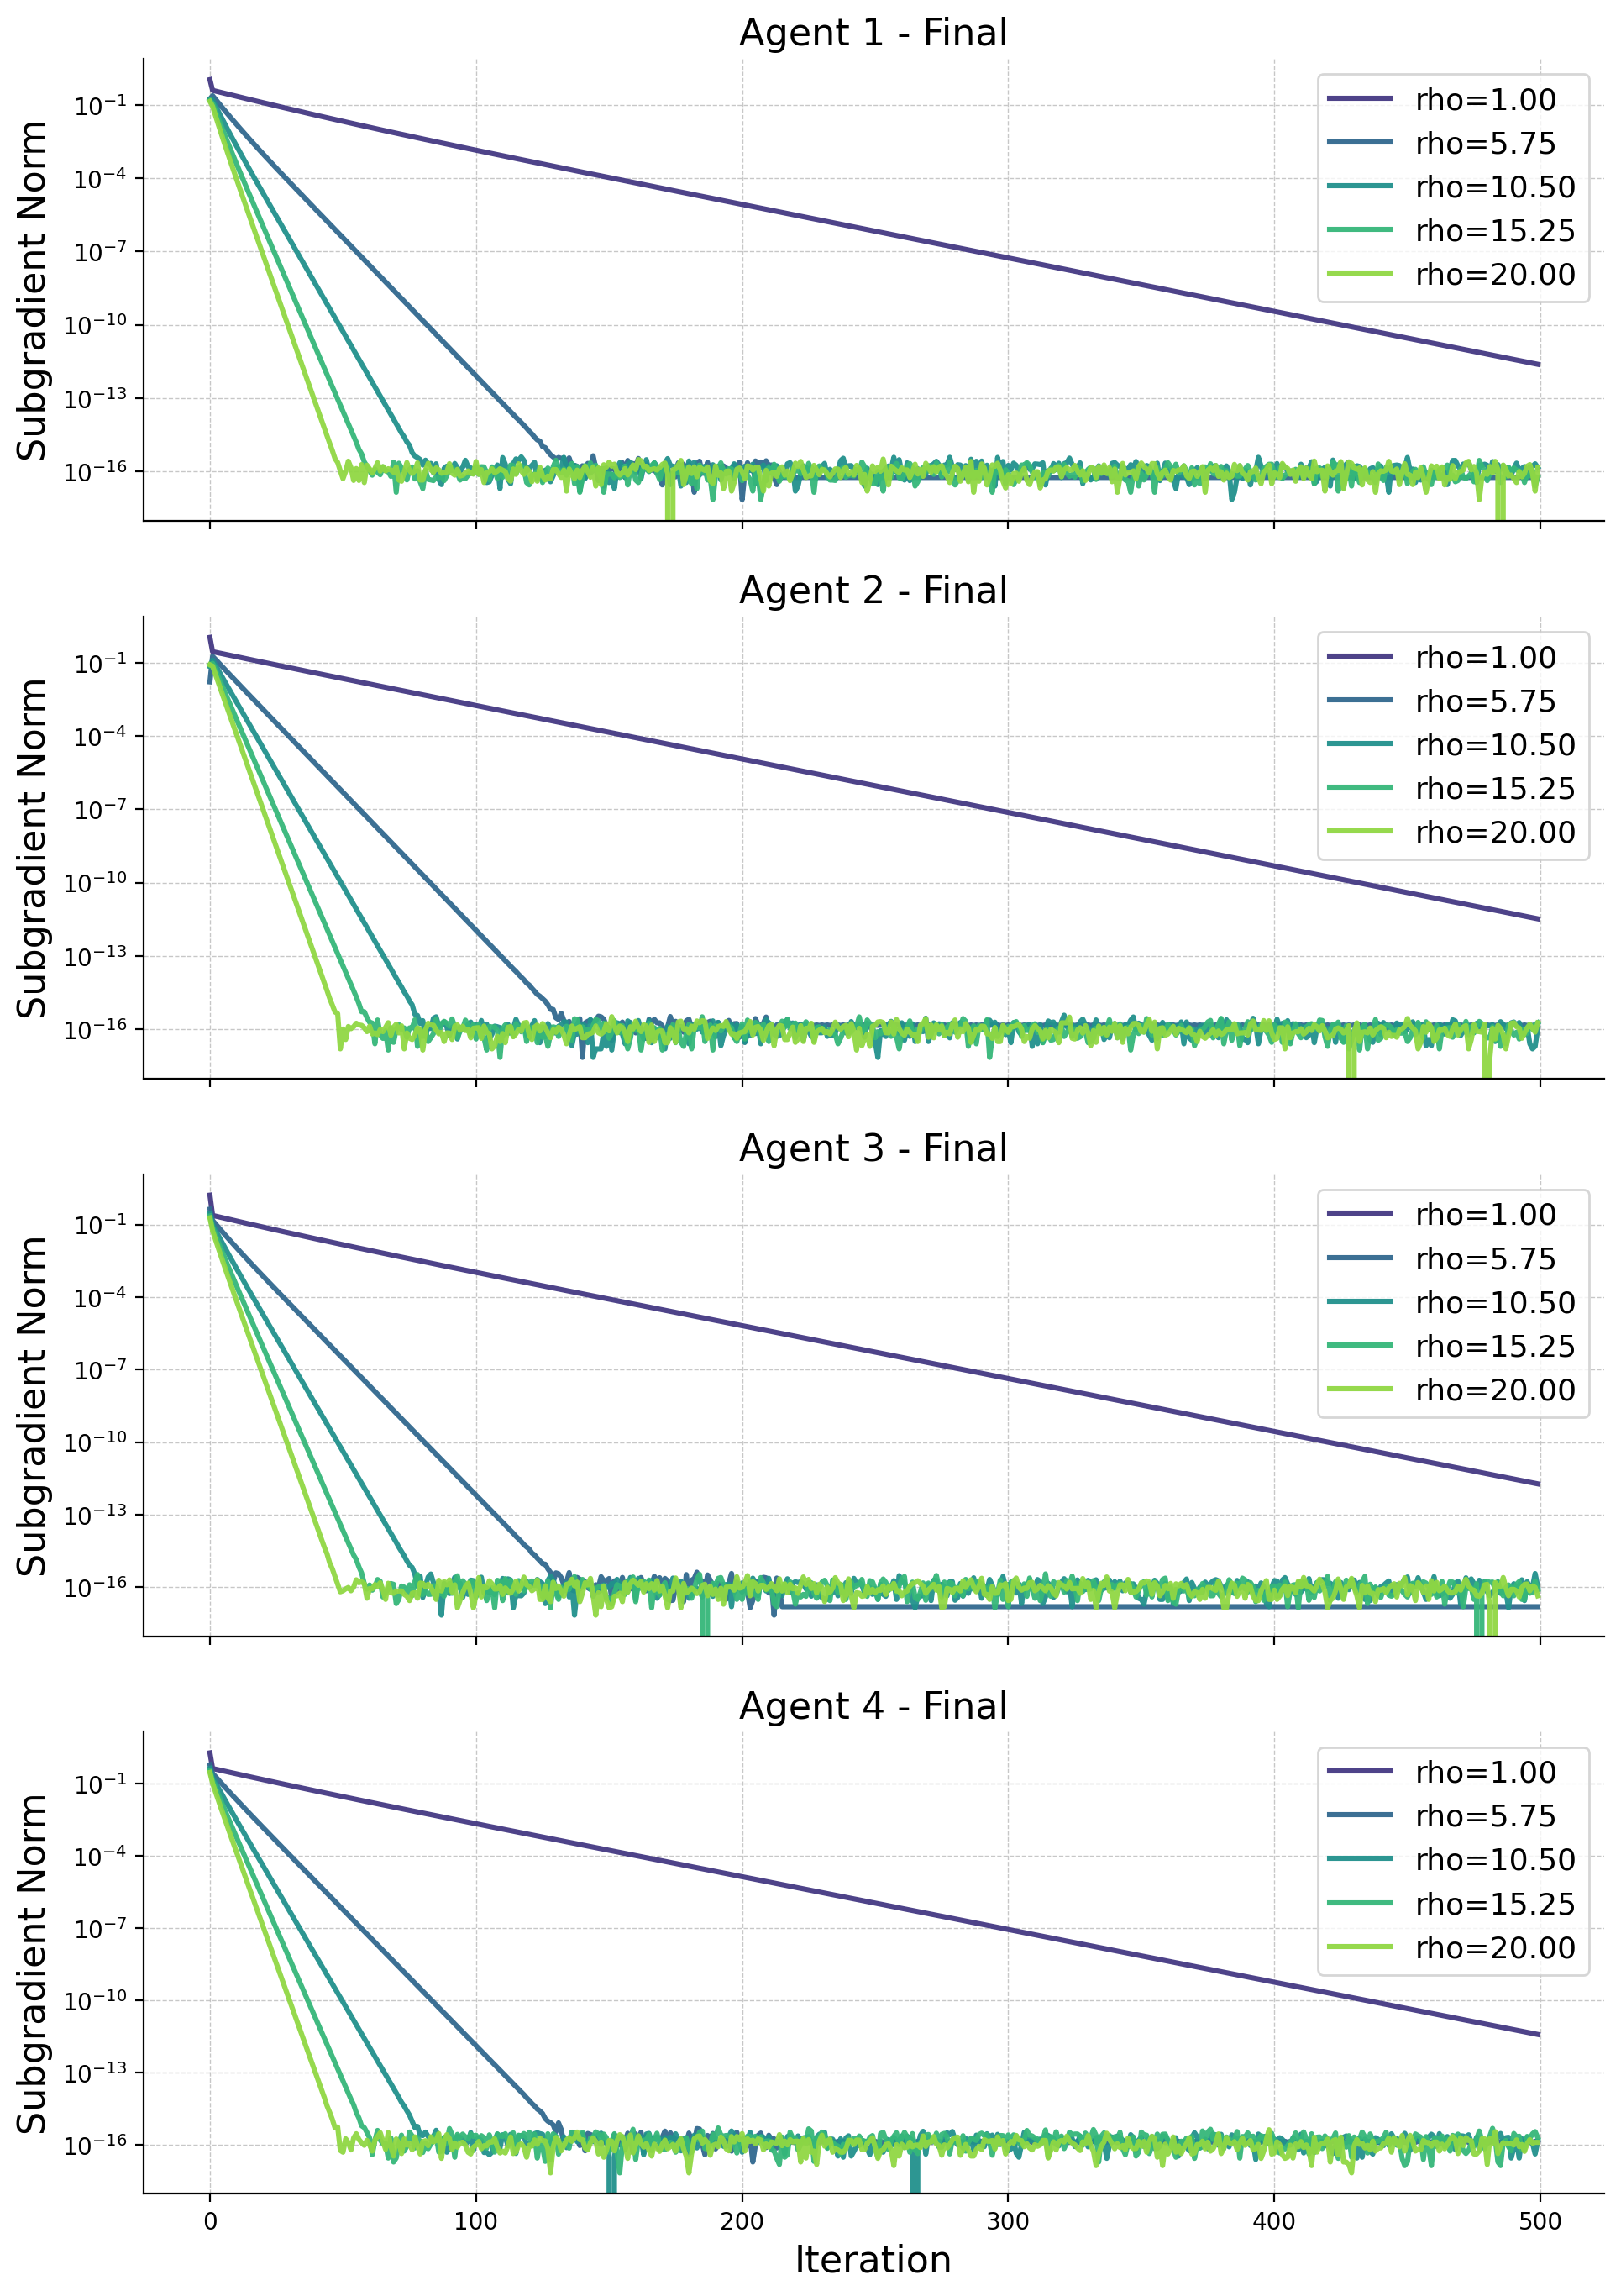 Agent 1 - Final
Subgradient Norm
10⁻¹
10⁻⁴
10⁻⁷
10⁻¹⁰
10⁻¹³
10⁻¹⁶
rho=1.00
rho=5.75
rho=10.50
rho=15.25
rho=20.00
Agent 2 - Final
Subgradient Norm
10⁻¹
10⁻⁴
10⁻⁷
10⁻¹⁰
10⁻¹³
10⁻¹⁶
rho=1.00
rho=5.75
rho=10.50
rho=15.25
rho=20.00
Agent 3 - Final
Subgradient Norm
10⁻¹
10⁻⁴
10⁻⁷
10⁻¹⁰
10⁻¹³
10⁻¹⁶
rho=1.00
rho=5.75
rho=10.50
rho=15.25
rho=20.00
Agent 4 - Final
Subgradient Norm
10⁻¹
10⁻⁴
10⁻⁷
10⁻¹⁰
10⁻¹³
10⁻¹⁶
rho=1.00
rho=5.75
rho=10.50
rho=15.25
rho=20.00
0 100 200 300 400 500
Iteration